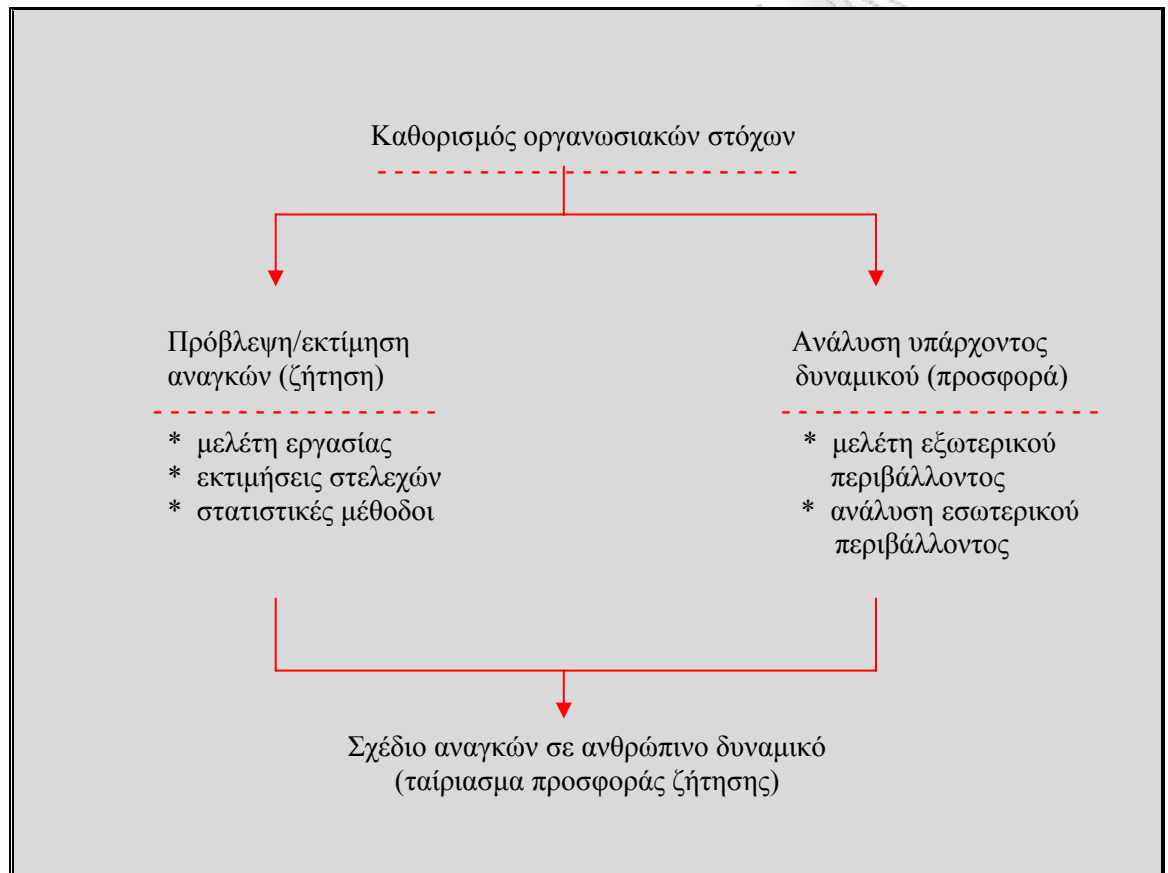 Καθορισμός οργανωσιακών στόχων
Πρόβλεψη/εκτίμηση
αναγκών (ζήτηση)
* μελέτη εργασίας
* εκτιμήσεις στελεχών
* στατιστικές μέθοδοι
Ανάλυση υπάρχοντος
δυναμικού (προσφορά)
* μελέτη εξωτερικού
περιβάλλοντος
* ανάλυση εσωτερικού
περιβάλλοντος
Σχέδιο αναγκών σε ανθρώπινο δυναμικό
(ταίριασμα προσφοράς ζήτησης)